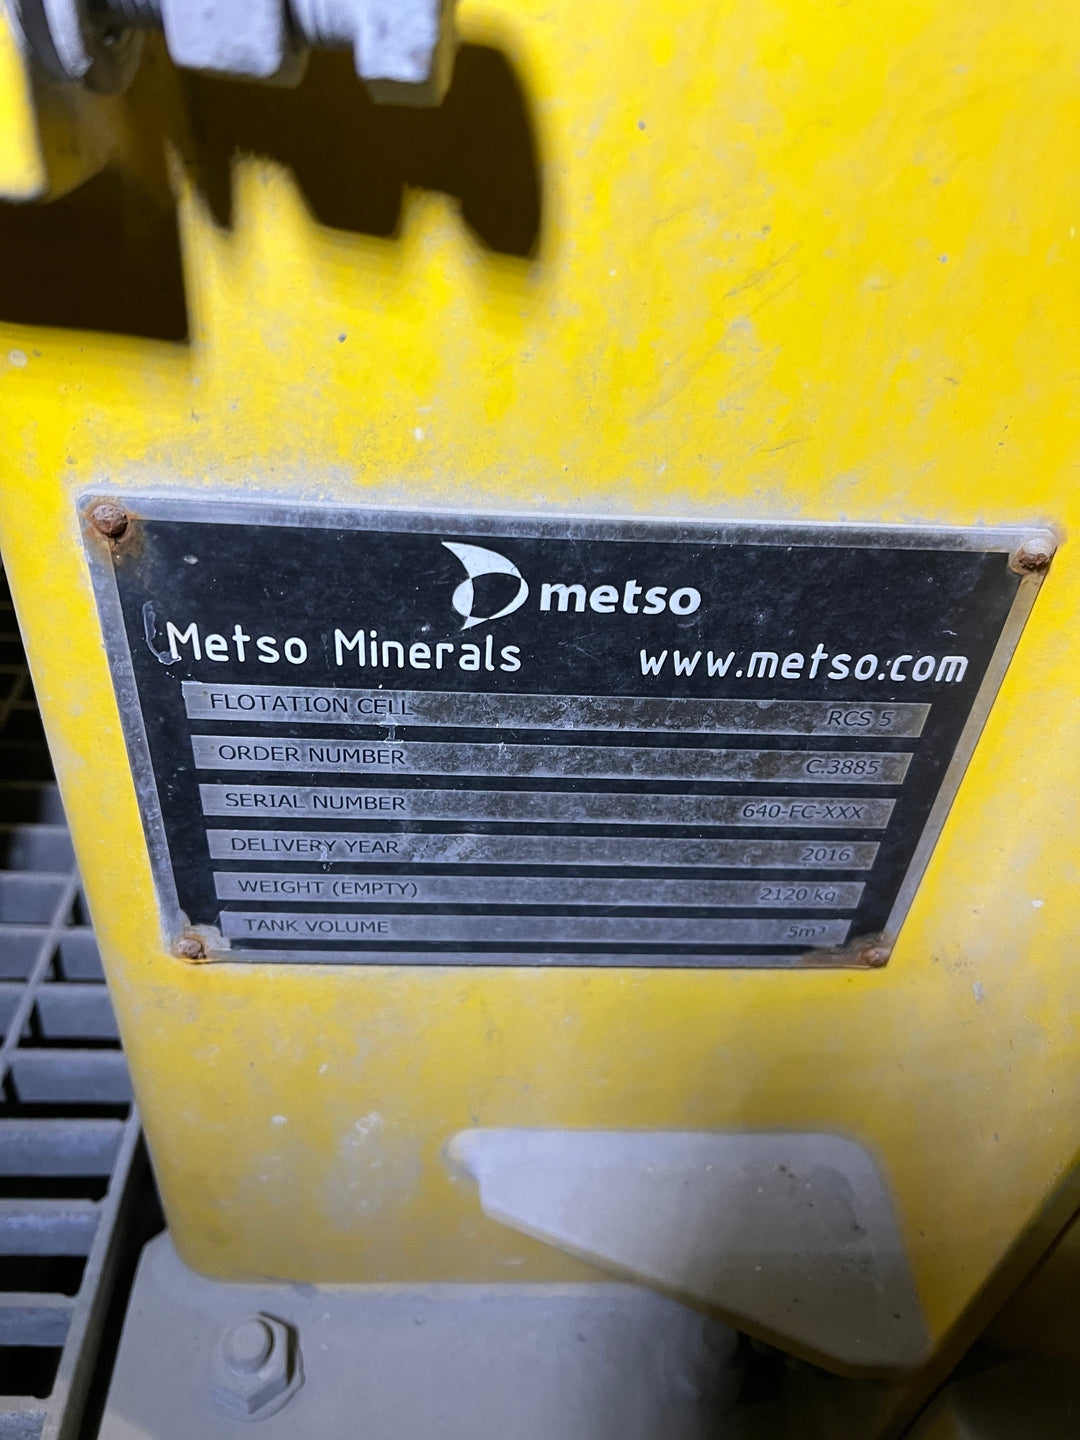 metso
Metso Minerals www.metso.com
FLOTATION CELL RCS 5
ORDER NUMBER C.3885
SERIAL NUMBER 640-FC-XXX
DELIVERY YEAR 2016
WEIGHT (EMPTY) 2120 kg
TANK VOLUME 5m³